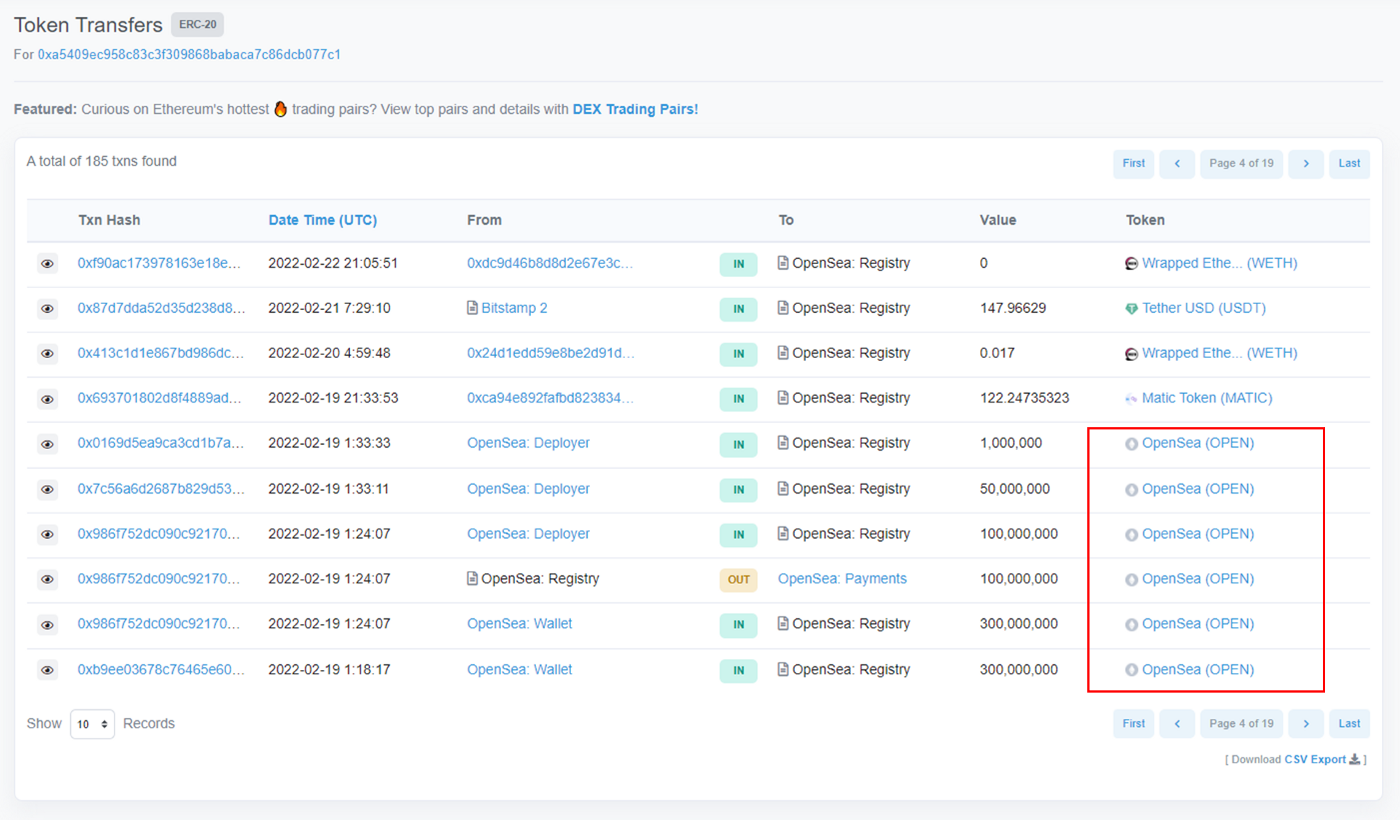 Token Transfers ERC-20
For 0xa5409ec958c83c3f309868babaca7c86dcb077c1
Featured: Curious on Ethereum's hottest 🔥 trading pairs? View top pairs and details with DEX Trading Pairs!
A total of 185 txns found First Page 4 of 19 Last
Txn Hash Date Time (UTC) From To Value Token
0xf90ac173978163e18e... 2022-02-22 21:05:51 0xdc9d46b8d8d2e67e3c... IN OpenSea: Registry 0 Wrapped Ethe... (WETH)
0x87d7dda52d35d238d8... 2022-02-21 7:29:10 Bitstamp 2 IN OpenSea: Registry 147.96629 Tether USD (USDT)
0x413c1d1e867bd986dc... 2022-02-20 4:59:48 0x24d1edd59e8be2d91d... IN OpenSea: Registry 0.017 Wrapped Ethe... (WETH)
0x693701802d8f4889ad... 2022-02-19 21:33:53 0xca94e892fafbd823834... IN OpenSea: Registry 122.24735323 Matic Token (MATIC)
0x0169d5ea9ca3cd1b7a... 2022-02-19 1:33:33 OpenSea: Deployer IN OpenSea: Registry 1,000,000 OpenSea (OPEN)
0x7c56a6d2687b829d53... 2022-02-19 1:33:11 OpenSea: Deployer IN OpenSea: Registry 50,000,000 OpenSea (OPEN)
0x986f752dc090c92170... 2022-02-19 1:24:07 OpenSea: Deployer IN OpenSea: Registry 100,000,000 OpenSea (OPEN)
0x986f752dc090c92170... 2022-02-19 1:24:07 OpenSea: Registry OUT OpenSea: Payments 100,000,000 OpenSea (OPEN)
0x986f752dc090c92170... 2022-02-19 1:24:07 OpenSea: Wallet IN OpenSea: Registry 300,000,000 OpenSea (OPEN)
0xb9ee03678c76465e60... 2022-02-19 1:18:17 OpenSea: Wallet IN OpenSea: Registry 300,000,000 OpenSea (OPEN)
Show 10 Records First Page 4 of 19 Last
[ Download CSV Export ]